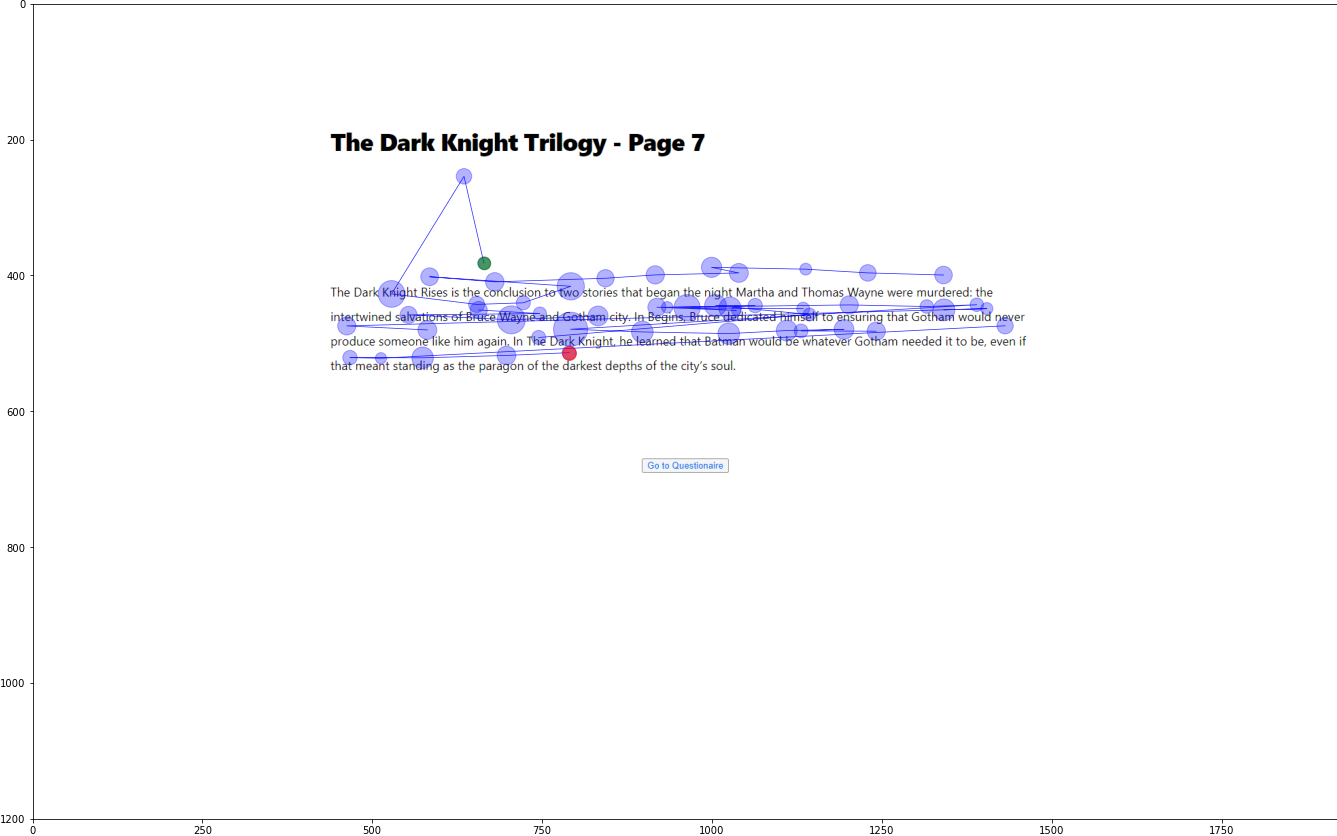 The Dark Knight Trilogy - Page 7
The Dark Knight Rises is the conclusion to two stories that began the night Martha and Thomas Wayne were murdered: the
intertwined salvations of Bruce Wayne and Gotham city. In Begins, Bruce dedicated himself to ensuring that Gotham would never
produce someone like him again. In The Dark Knight, he learned that Batman would be whatever Gotham needed it to be, even if
that meant standing as the paragon of the darkest depths of the city's soul.
Go to Questionaire
0
200
400
600
800
1000
1200
0 250 500 750 1000 1250 1500 1750